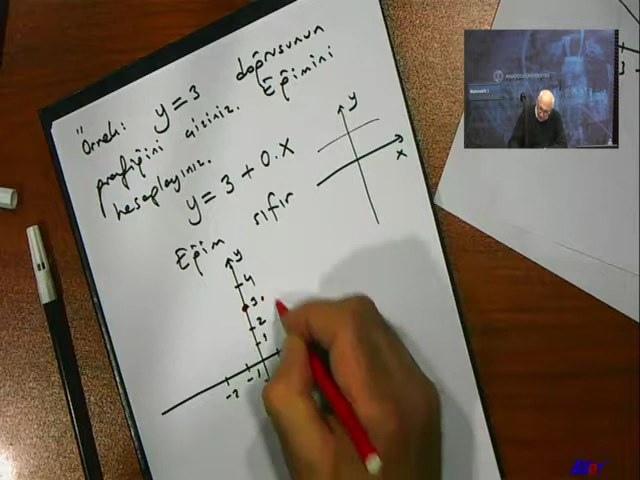 Örnek: y=3 doğrusunun
grafiğini çiziniz. Eğimini
hesaplayınız.
y = 3 + 0.x
Eğim sıfır
y
x
y
4
3
2
1
-2 -1